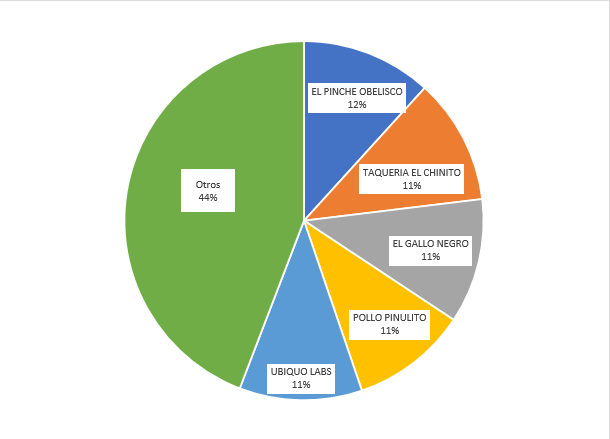 EL PINCHE OBELISCO
12%
TAQUERIA EL CHINITO
11%
EL GALLO NEGRO
11%
POLLO PINULITO
11%
UBIQUO LABS
11%
Otros
44%